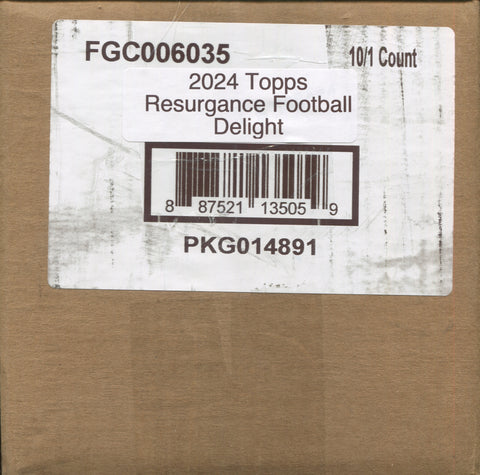 FGC006035 10/1 Count
2024 Topps
Resurgance Football
Delight
8 87521 13505 9
PKG014891